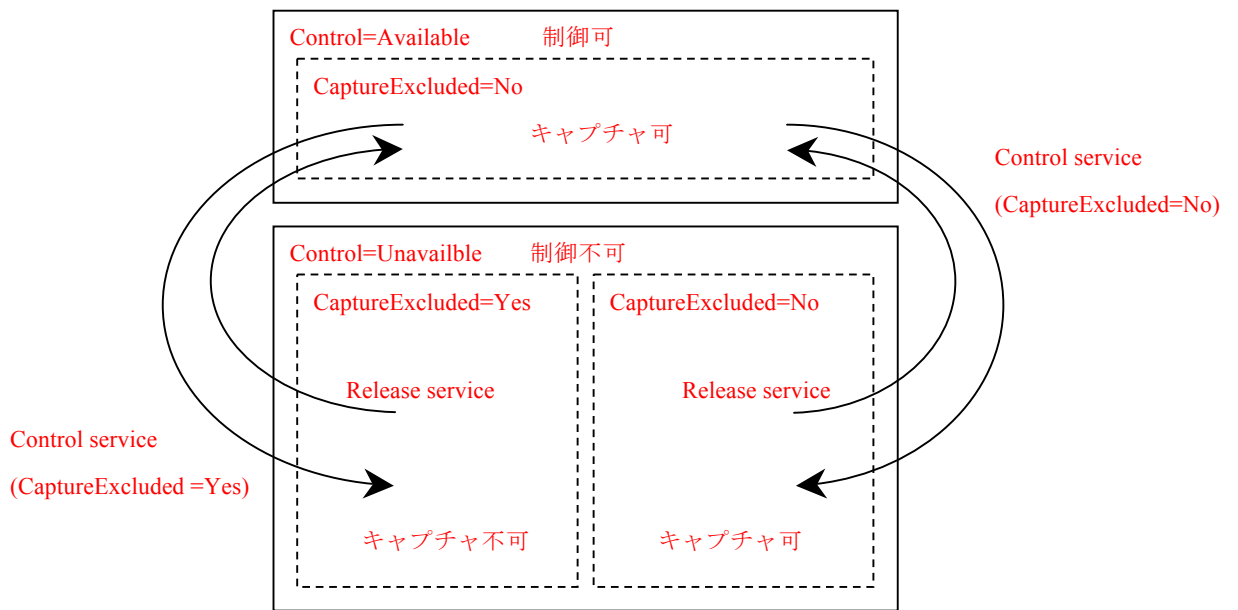 Control=Available 制御可
CaptureExcluded=No
キャプチャ可
Control service
(CaptureExcluded=No)
Control=Unavailble 制御不可
CaptureExcluded=Yes
CaptureExcluded=No
Release service
Release service
Control service
(CaptureExcluded =Yes)
キャプチャ不可
キャプチャ可